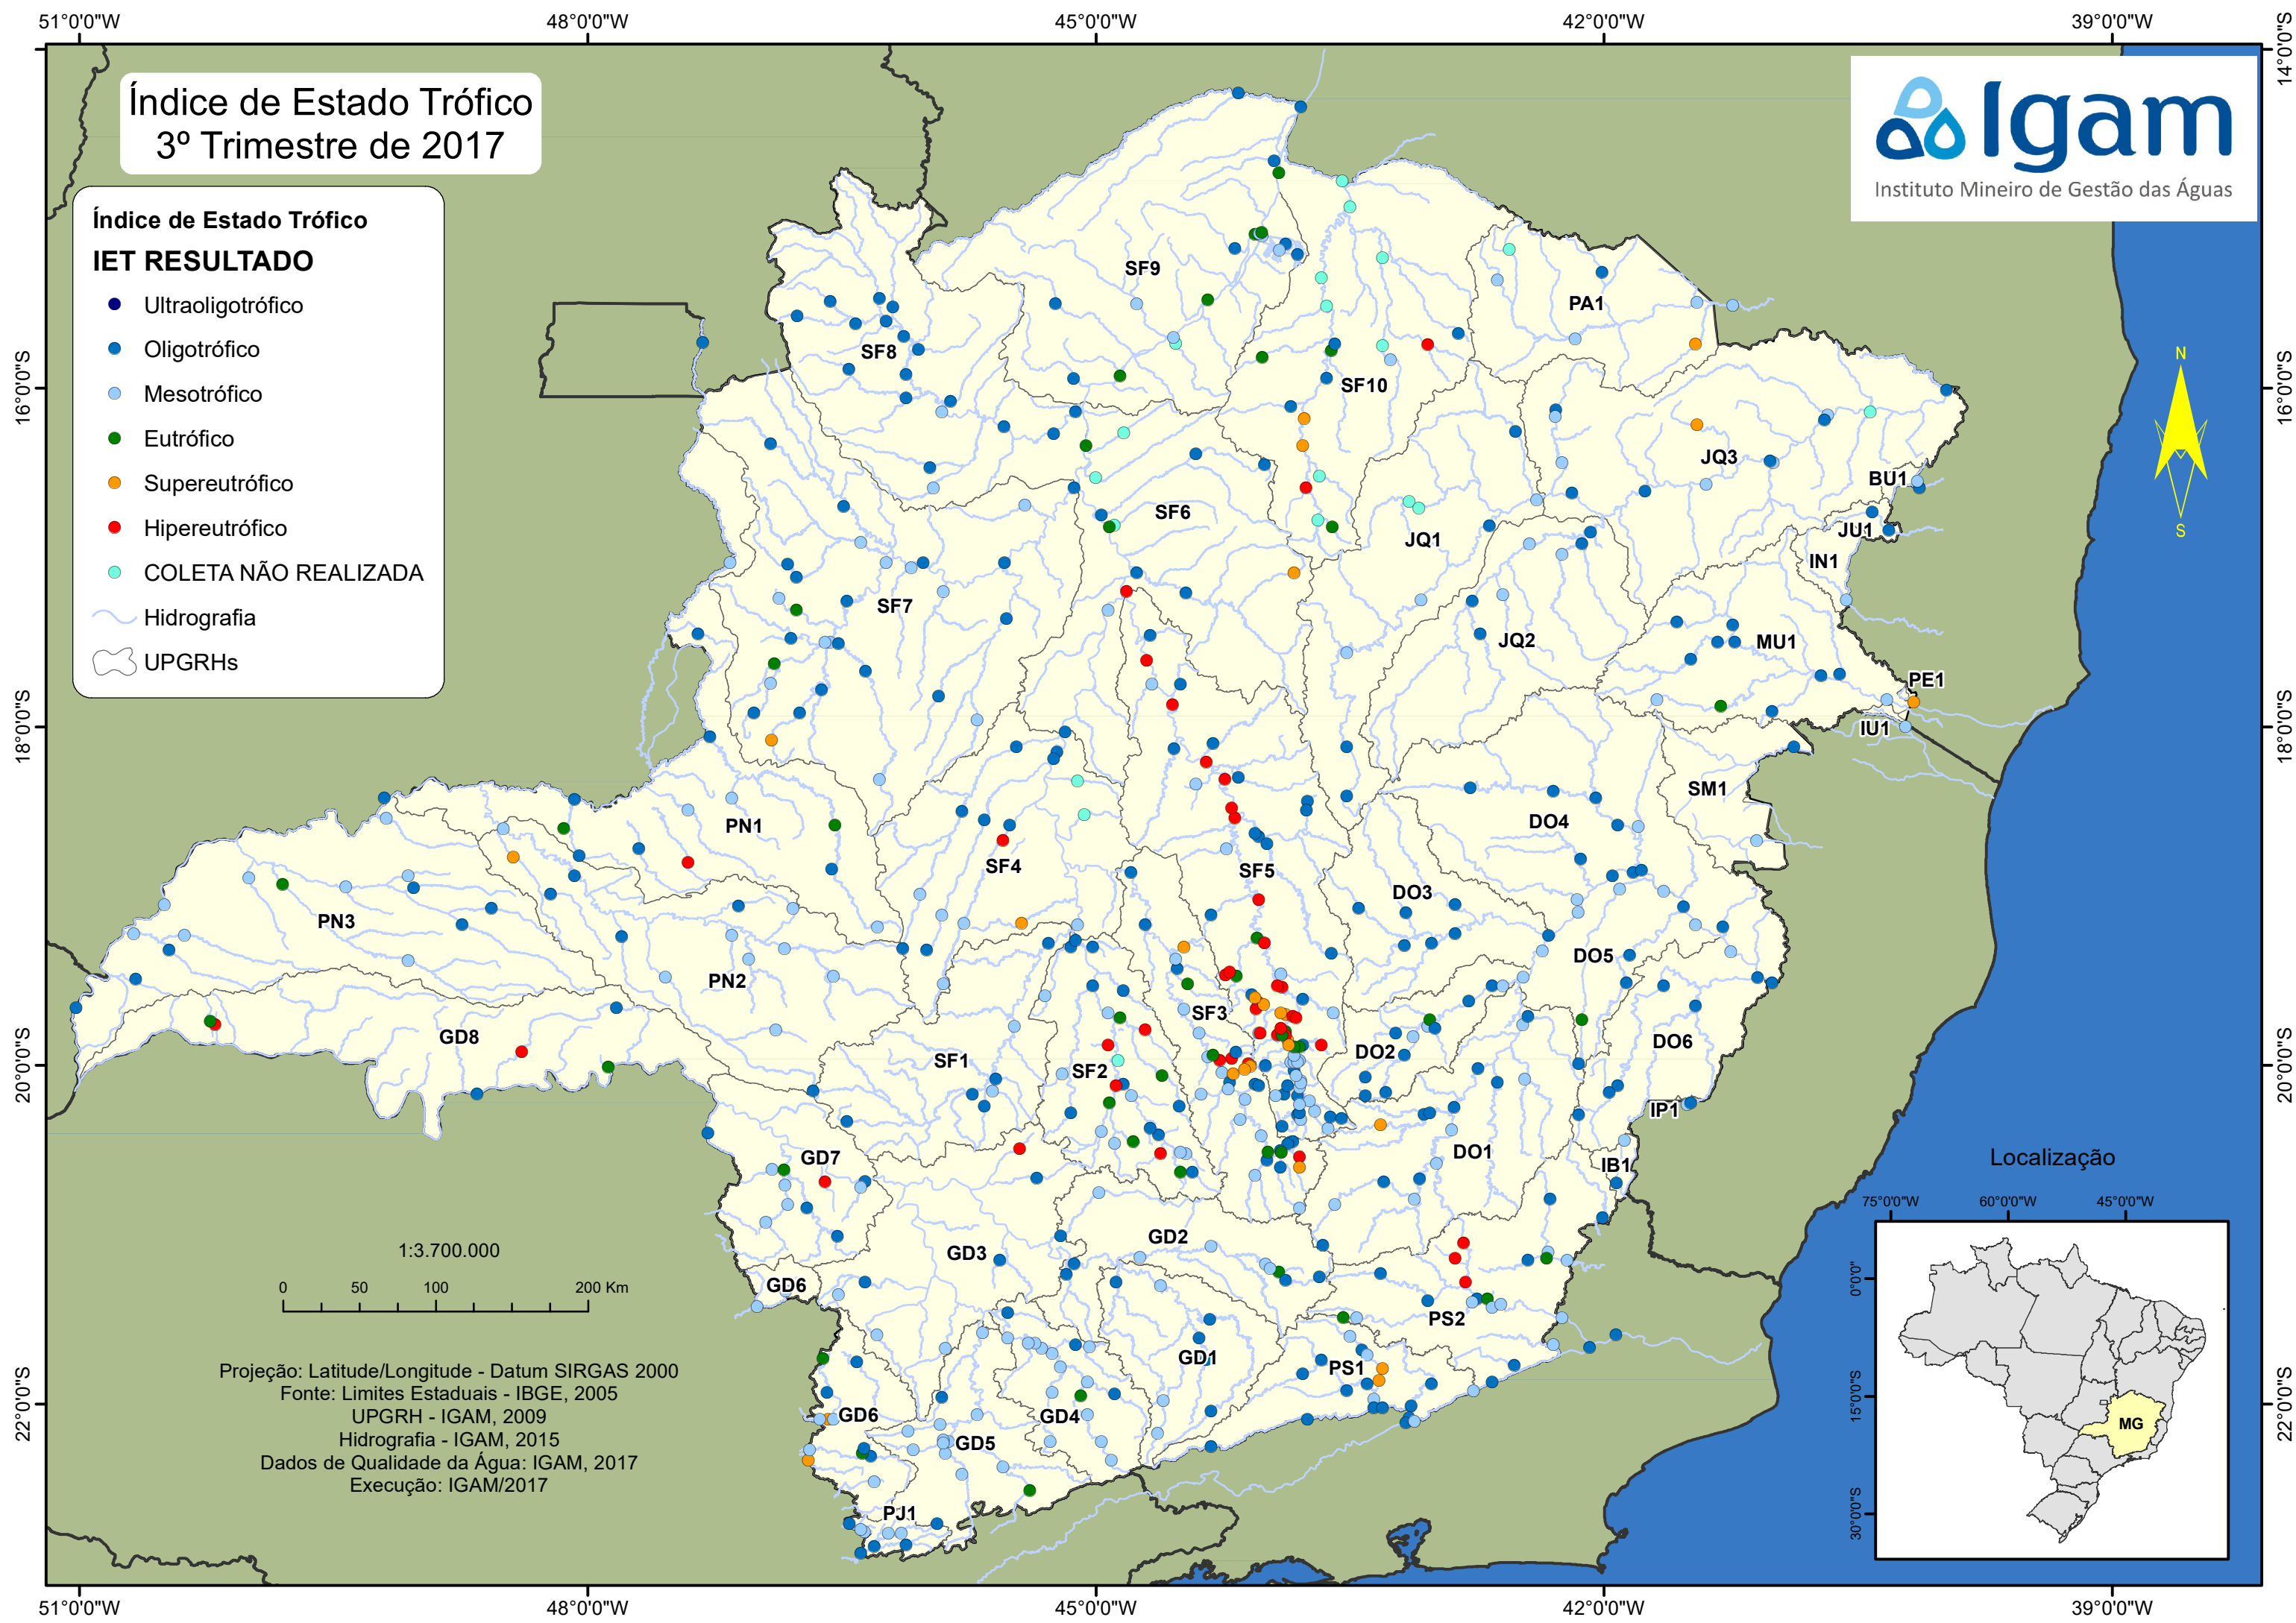 51°0'0"W 48°0'0"W 45°0'0"W 42°0'0"W 39°0'0"W
14°0'0"S
16°0'0"S
18°0'0"S
20°0'0"S
22°0'0"S
Índice de Estado Trófico
3º Trimestre de 2017
Índice de Estado Trófico
IET RESULTADO
Ultraoligotrófico
Oligotrófico
Mesotrófico
Eutrófico
Supereutrófico
Hipereutrófico
COLETA NÃO REALIZADA
Hidrografia
UPGRHs
Igam
Instituto Mineiro de Gestão das Águas
N
S
SF9
PA1
SF8
SF10
JQ3
BU1
SF6
JU1
JQ1
IN1
SF7
JQ2
MU1
PE1
IU1
SM1
PN1
DO4
SF4
SF5
DO3
PN3
DO5
PN2
SF3
GD8
DO6
DO2
SF1
SF2
IP1
DO1
GD7
IB1
GD2
GD3
GD6
PS2
GD1
PS1
GD6
GD4
GD5
PJ1
1:3.700.000
0 50 100 200 Km
Projeção: Latitude/Longitude - Datum SIRGAS 2000
Fonte: Limites Estaduais - IBGE, 2005
UPGRH - IGAM, 2009
Hidrografia - IGAM, 2015
Dados de Qualidade da Água: IGAM, 2017
Execução: IGAM/2017
Localização
75°0'0"W 60°0'0"W 45°0'0"W
0°0'0"
15°0'0"S
30°0'0"S
MG
16°0'0"S
18°0'0"S
20°0'0"S
22°0'0"S
51°0'0"W 48°0'0"W 45°0'0"W 42°0'0"W 39°0'0"W